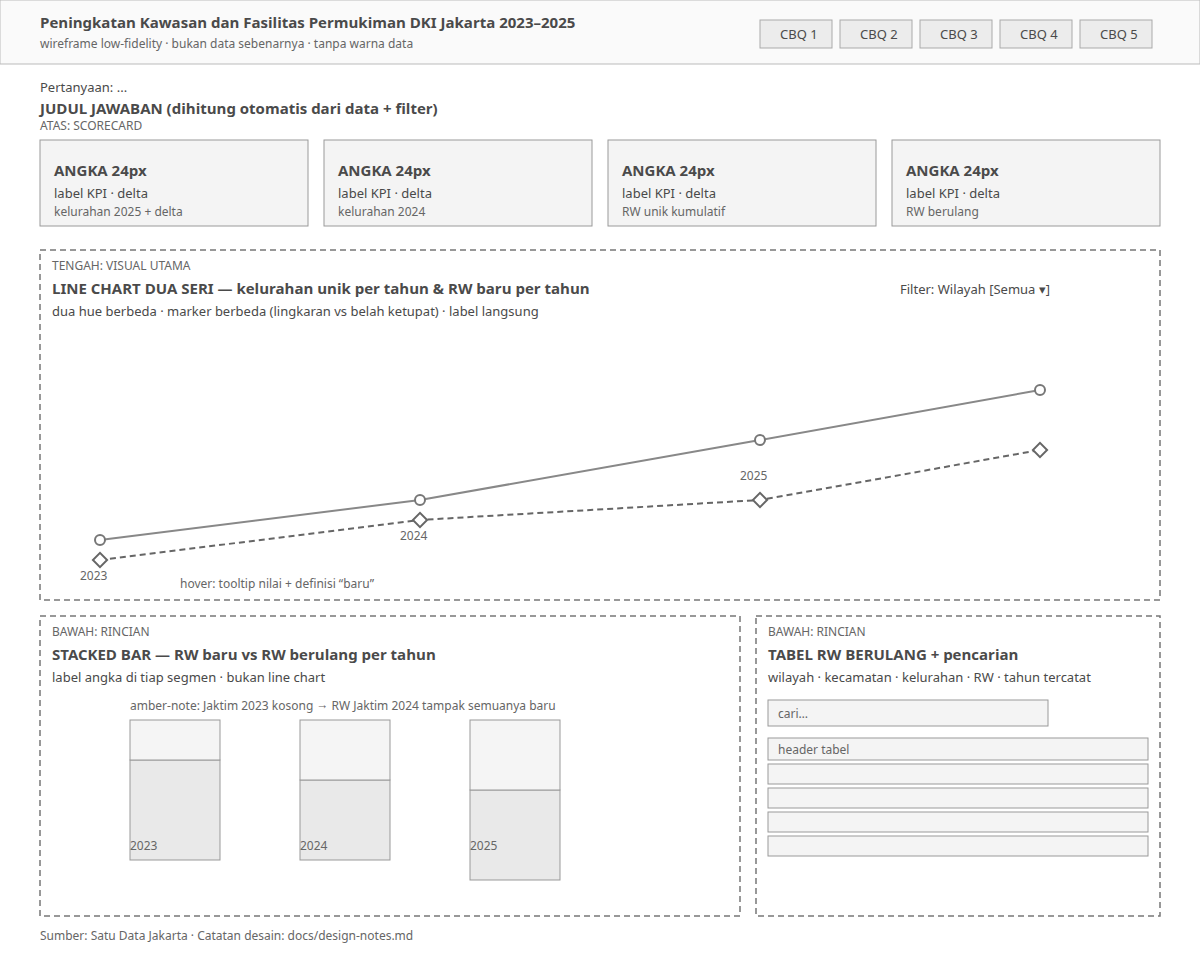 Peningkatan Kawasan dan Fasilitas Permukiman DKI Jakarta 2023–2025
wireframe low-fidelity · bukan data sebenarnya · tanpa warna data
CBQ 1
CBQ 2
CBQ 3
CBQ 4
CBQ 5
Pertanyaan: ...
JUDUL JAWABAN (dihitung otomatis dari data + filter)
ATAS: SCORECARD
ANGKA 24px
label KPI · delta
kelurahan 2025 + delta
ANGKA 24px
label KPI · delta
kelurahan 2024
ANGKA 24px
label KPI · delta
RW unik kumulatif
ANGKA 24px
label KPI · delta
RW berulang
TENGAH: VISUAL UTAMA
LINE CHART DUA SERI — kelurahan unik per tahun & RW baru per tahun
Filter: Wilayah [Semua ▾]
dua hue berbeda · marker berbeda (lingkaran vs belah ketupat) · label langsung
2025
2024
2023
hover: tooltip nilai + definisi “baru”
BAWAH: RINCIAN
STACKED BAR — RW baru vs RW berulang per tahun
label angka di tiap segmen · bukan line chart
amber-note: Jaktim 2023 kosong → RW Jaktim 2024 tampak semuanya baru
2023
2024
2025
BAWAH: RINCIAN
TABEL RW BERULANG + pencarian
wilayah · kecamatan · kelurahan · RW · tahun tercatat
cari...
header tabel
Sumber: Satu Data Jakarta · Catatan desain: docs/design-notes.md